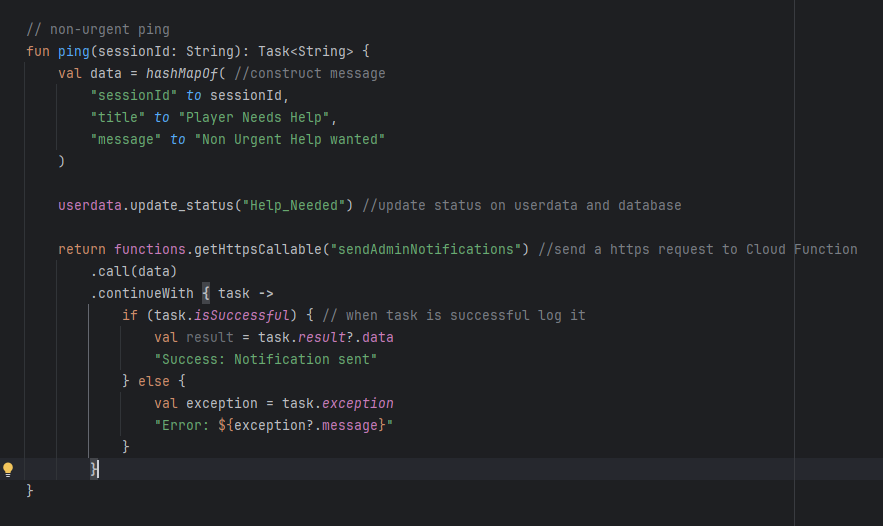 // non-urgent ping
fun ping(sessionId: String): Task<String> {
    val data = hashMapOf( //construct message
        "sessionId" to sessionId,
        "title" to "Player Needs Help",
        "message" to "Non Urgent Help wanted"
    )

    userdata.update_status("Help_Needed") //update status on userdata and database

    return functions.getHttpsCallable("sendAdminNotifications") //send a https request to Cloud Function
        .call(data)
        .continueWith { task ->
            if (task.isSuccessful) { // when task is successful log it
                val result = task.result?.data
                "Success: Notification sent"
            } else {
                val exception = task.exception
                "Error: ${exception?.message}"
            }
        }
}